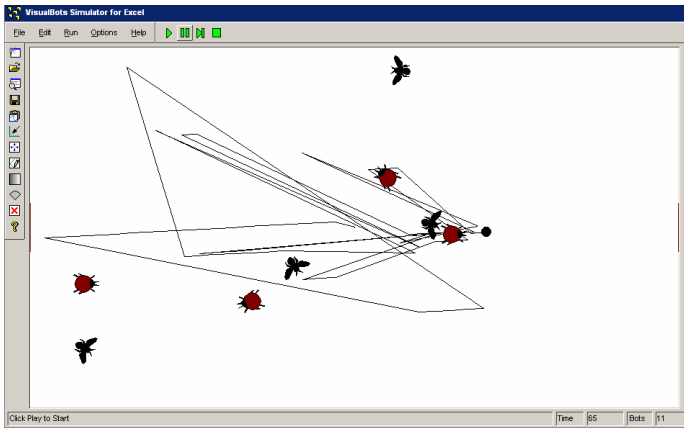 VisualBots Simulator for Excel
File Edit Run Options Help
Click Play to Start Time 65 Bots 11